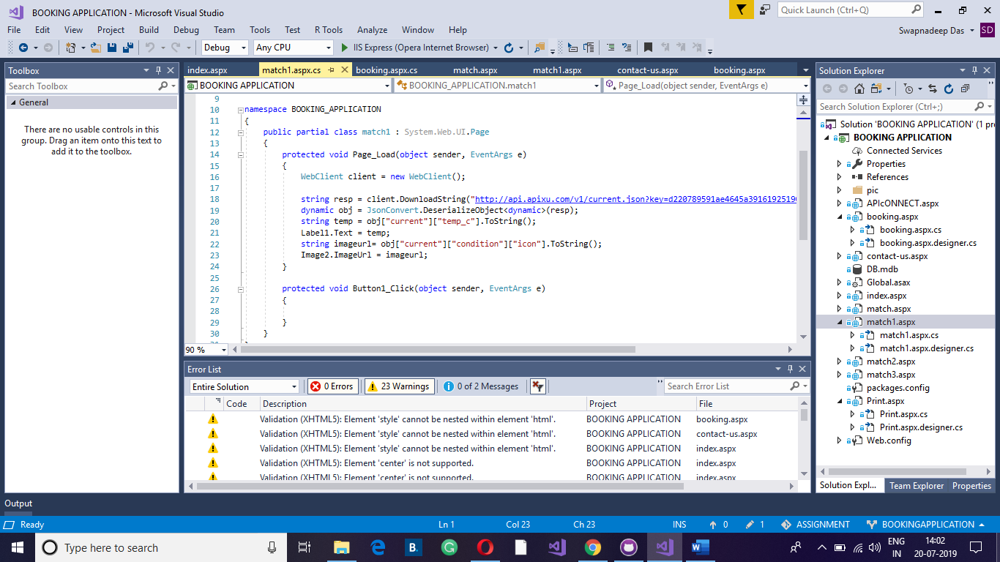 BOOKING APPLICATION - Microsoft Visual Studio
Quick Launch (Ctrl+Q)
File Edit View Project Build Debug Team Tools Test R Tools Analyze Window Help
Swapnadeep Das SD
Debug Any CPU IIS Express (Opera Internet Browser)
Toolbox
Search Toolbox
General
There are no usable controls in this
group. Drag an item onto this text to
add it to the toolbox.
index.aspx match1.aspx.cs booking.aspx.cs match.aspx match1.aspx contact-us.aspx booking.aspx
BOOKING APPLICATION BOOKING_APPLICATION.match1 Page_Load(object sender, EventArgs e)
9
10 namespace BOOKING_APPLICATION
11 {
12 public partial class match1 : System.Web.UI.Page
13 {
14 protected void Page_Load(object sender, EventArgs e)
15 {
16 WebClient client = new WebClient();
17
18 string resp = client.DownloadString("http://api.apixu.com/v1/current.json?key=d220789591ae4645a3916192519
19 dynamic obj = JsonConvert.DeserializeObject<dynamic>(resp);
20 string temp = obj["current"]["temp_c"].ToString();
21 Label1.Text = temp;
22 string imageurl= obj["current"]["condition"]["icon"].ToString();
23 Image2.ImageUrl = imageurl;
24 }
25
26 protected void Button1_Click(object sender, EventArgs e)
27 {
28
29 }
30 }
90 %
Error List
Entire Solution 0 Errors 23 Warnings 0 of 2 Messages Search Error List
Code Description Project File
Validation (XHTML5): Element 'style' cannot be nested within element 'html'. BOOKING APPLICATION booking.aspx
Validation (XHTML5): Element 'style' cannot be nested within element 'html'. BOOKING APPLICATION contact-us.aspx
Validation (XHTML5): Element 'style' cannot be nested within element 'html'. BOOKING APPLICATION index.aspx
Validation (XHTML5): Element 'center' is not supported. BOOKING APPLICATION index.aspx
Validation (XHTML5): Element 'center' is not supported. BOOKING APPLICATION index.aspx
Solution Explorer
Search Solution Explorer (Ctrl+;)
Solution 'BOOKING APPLICATION' (1 pr
BOOKING APPLICATION
Connected Services
Properties
References
pic
APIcONNECT.aspx
booking.aspx
booking.aspx.cs
booking.aspx.designer.cs
contact-us.aspx
DB.mdb
Global.asax
index.aspx
match.aspx
match1.aspx
match1.aspx.cs
match1.aspx.designer.cs
match2.aspx
match3.aspx
packages.config
Print.aspx
Print.aspx.cs
Print.aspx.designer.cs
Web.config
Solution Expl... Team Explorer Properties
Output
Ready Ln 1 Col 23 Ch 23 INS 0 1 ASSIGNMENT BOOKINGAPPLICATION
Type here to search
B. G W
ENG
IN
14:02
20-07-2019